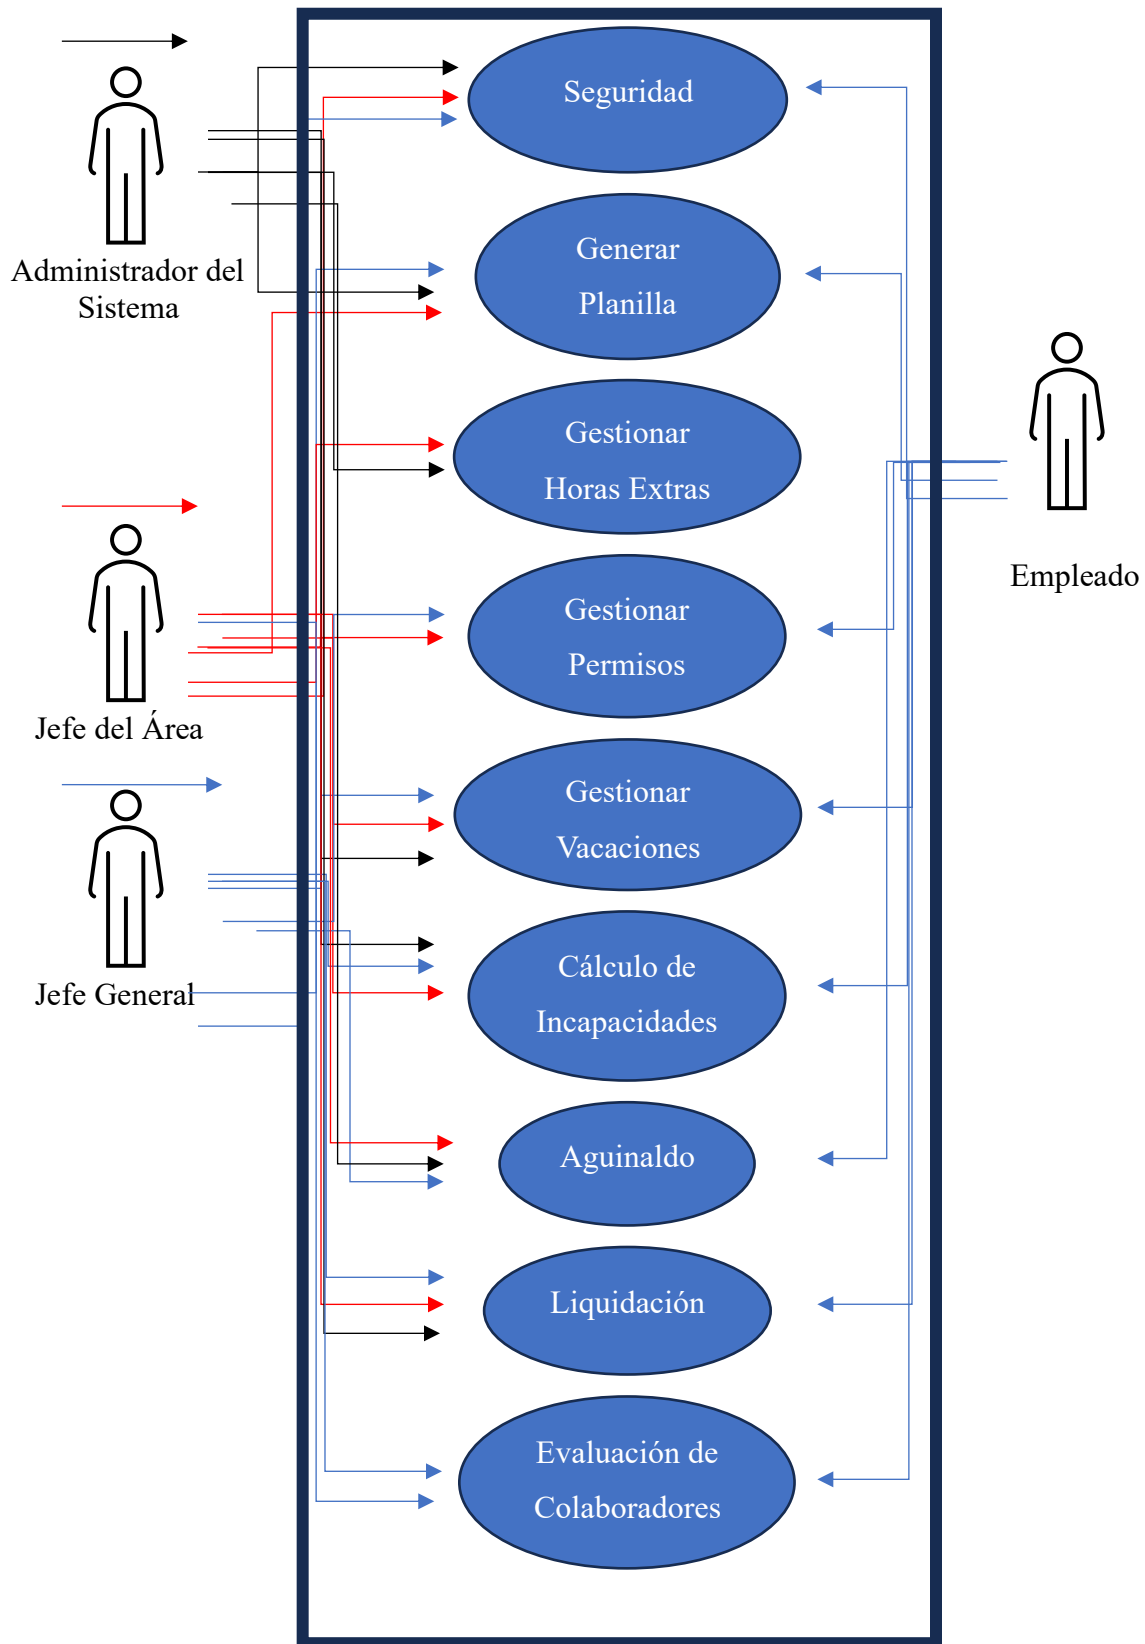 Administrador del
Sistema
Jefe del Área
Jefe General
Seguridad
Generar
Planilla
Gestionar
Horas Extras
Gestionar
Permisos
Gestionar
Vacaciones
Cálculo de
Incapacidades
Aguinaldo
Liquidación
Evaluación de
Colaboradores
Empleado